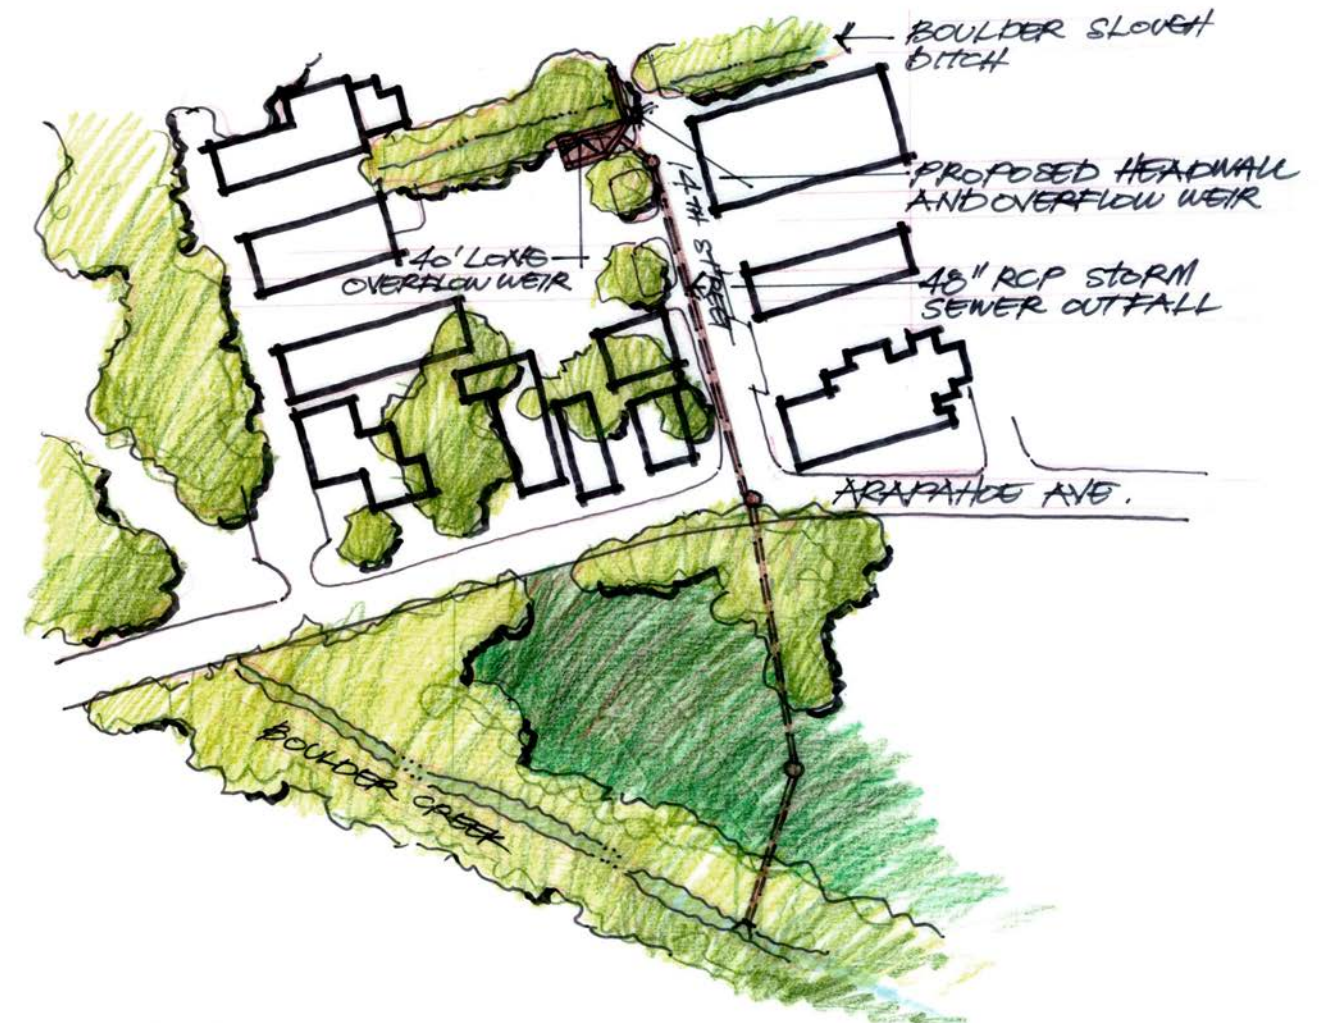 BOULDER SLOUGH
DITCH
PROPOSED HEADWALL
AND OVERFLOW WEIR
14TH STREET
40' LONG
OVERFLOW WEIR
48" RCP STORM
SEWER OUTFALL
ARAPAHOE AVE.
BOULDER CREEK